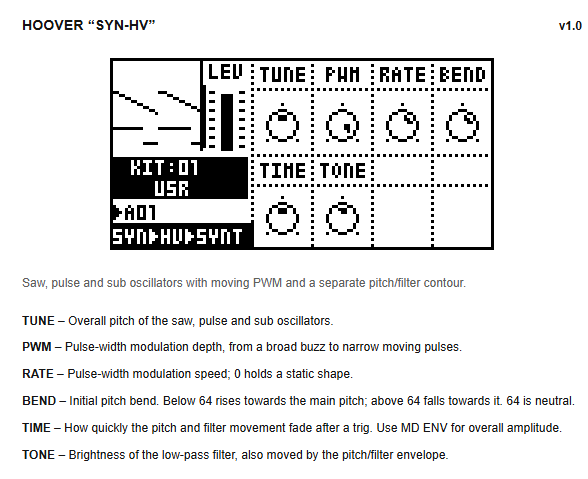 HOOVER “SYN-HV” v1.0
LEV TUNE PWM RATE BEND
KIT:01
USR
TIME TONE
A01
SYN▸HV▸SYNT
Saw, pulse and sub oscillators with moving PWM and a separate pitch/filter contour.
TUNE – Overall pitch of the saw, pulse and sub oscillators.
PWM – Pulse-width modulation depth, from a broad buzz to narrow moving pulses.
RATE – Pulse-width modulation speed; 0 holds a static shape.
BEND – Initial pitch bend. Below 64 rises towards the main pitch; above 64 falls towards it. 64 is neutral.
TIME – How quickly the pitch and filter movement fade after a trig. Use MD ENV for overall amplitude.
TONE – Brightness of the low-pass filter, also moved by the pitch/filter envelope.